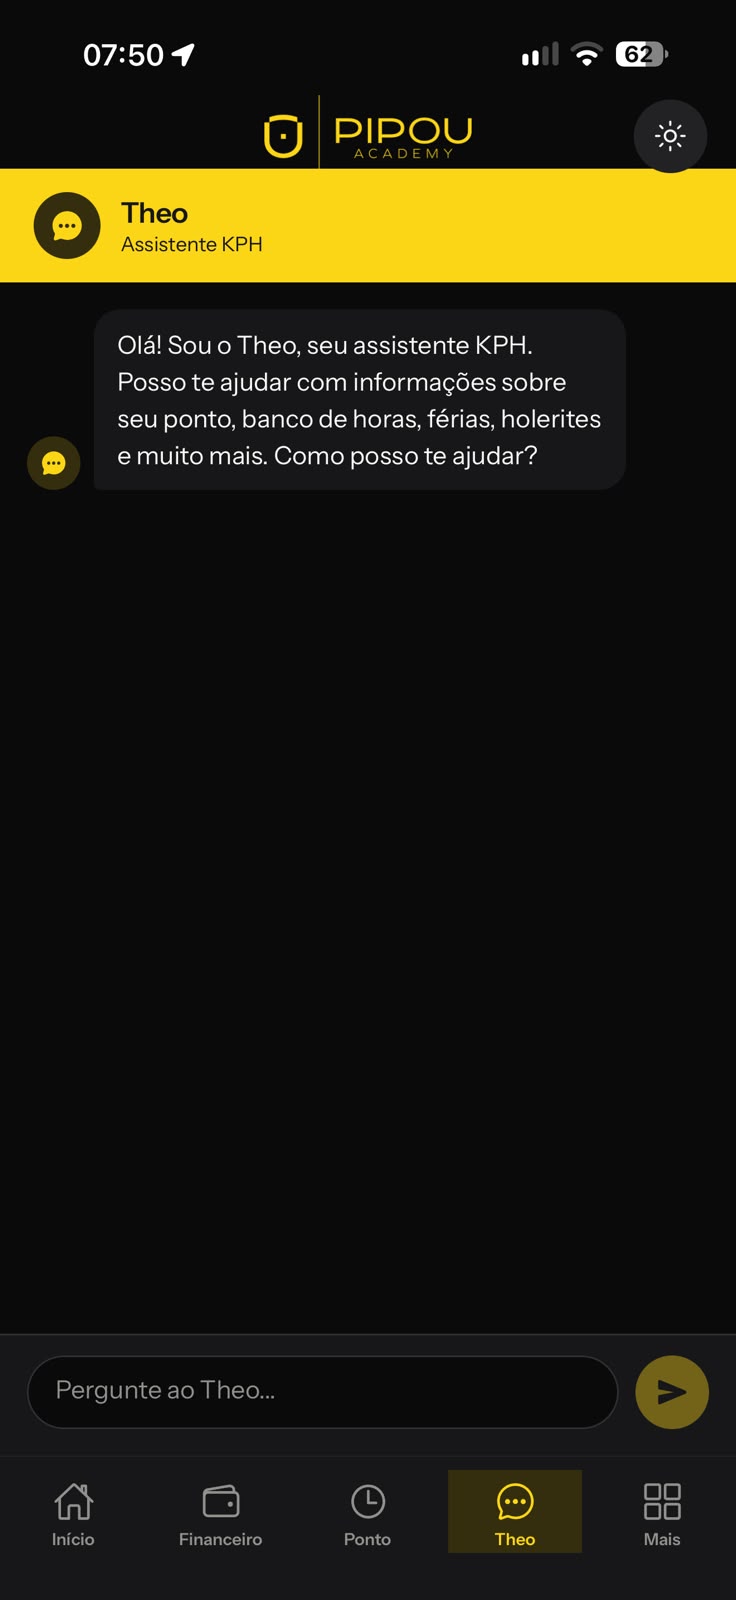 07:50
62
PIPOU
ACADEMY
Theo
Assistente KPH
Olá! Sou o Theo, seu assistente KPH.
Posso te ajudar com informações sobre
seu ponto, banco de horas, férias, holerites
e muito mais. Como posso te ajudar?
Pergunte ao Theo...
Início
Financeiro
Ponto
Theo
Mais